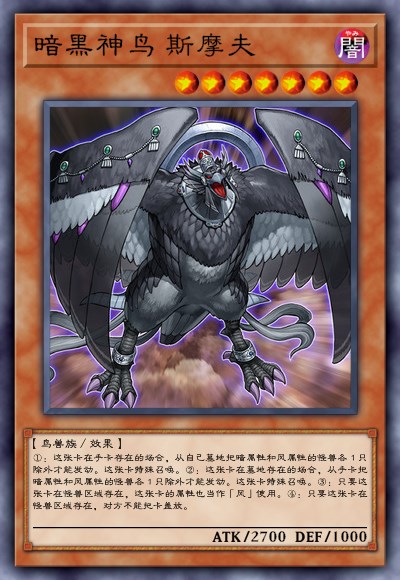 暗黑神鸟 斯摩夫
やみ
闇
【鸟兽族/效果】
①：这张卡在手卡存在的场合，从自己墓地把暗属性和风属性的怪兽各1只
除外才能发动。这张卡特殊召唤。②：这张卡在墓地存在的场合，从手卡把
暗属性和风属性的怪兽各1只除外才能发动。这张卡特殊召唤。③：只要这
张卡在怪兽区域存在，这张卡的属性也当作「风」使用。④：只要这张卡在
怪兽区域存在，对方不能把卡盖放。
ATK/2700 DEF/1000